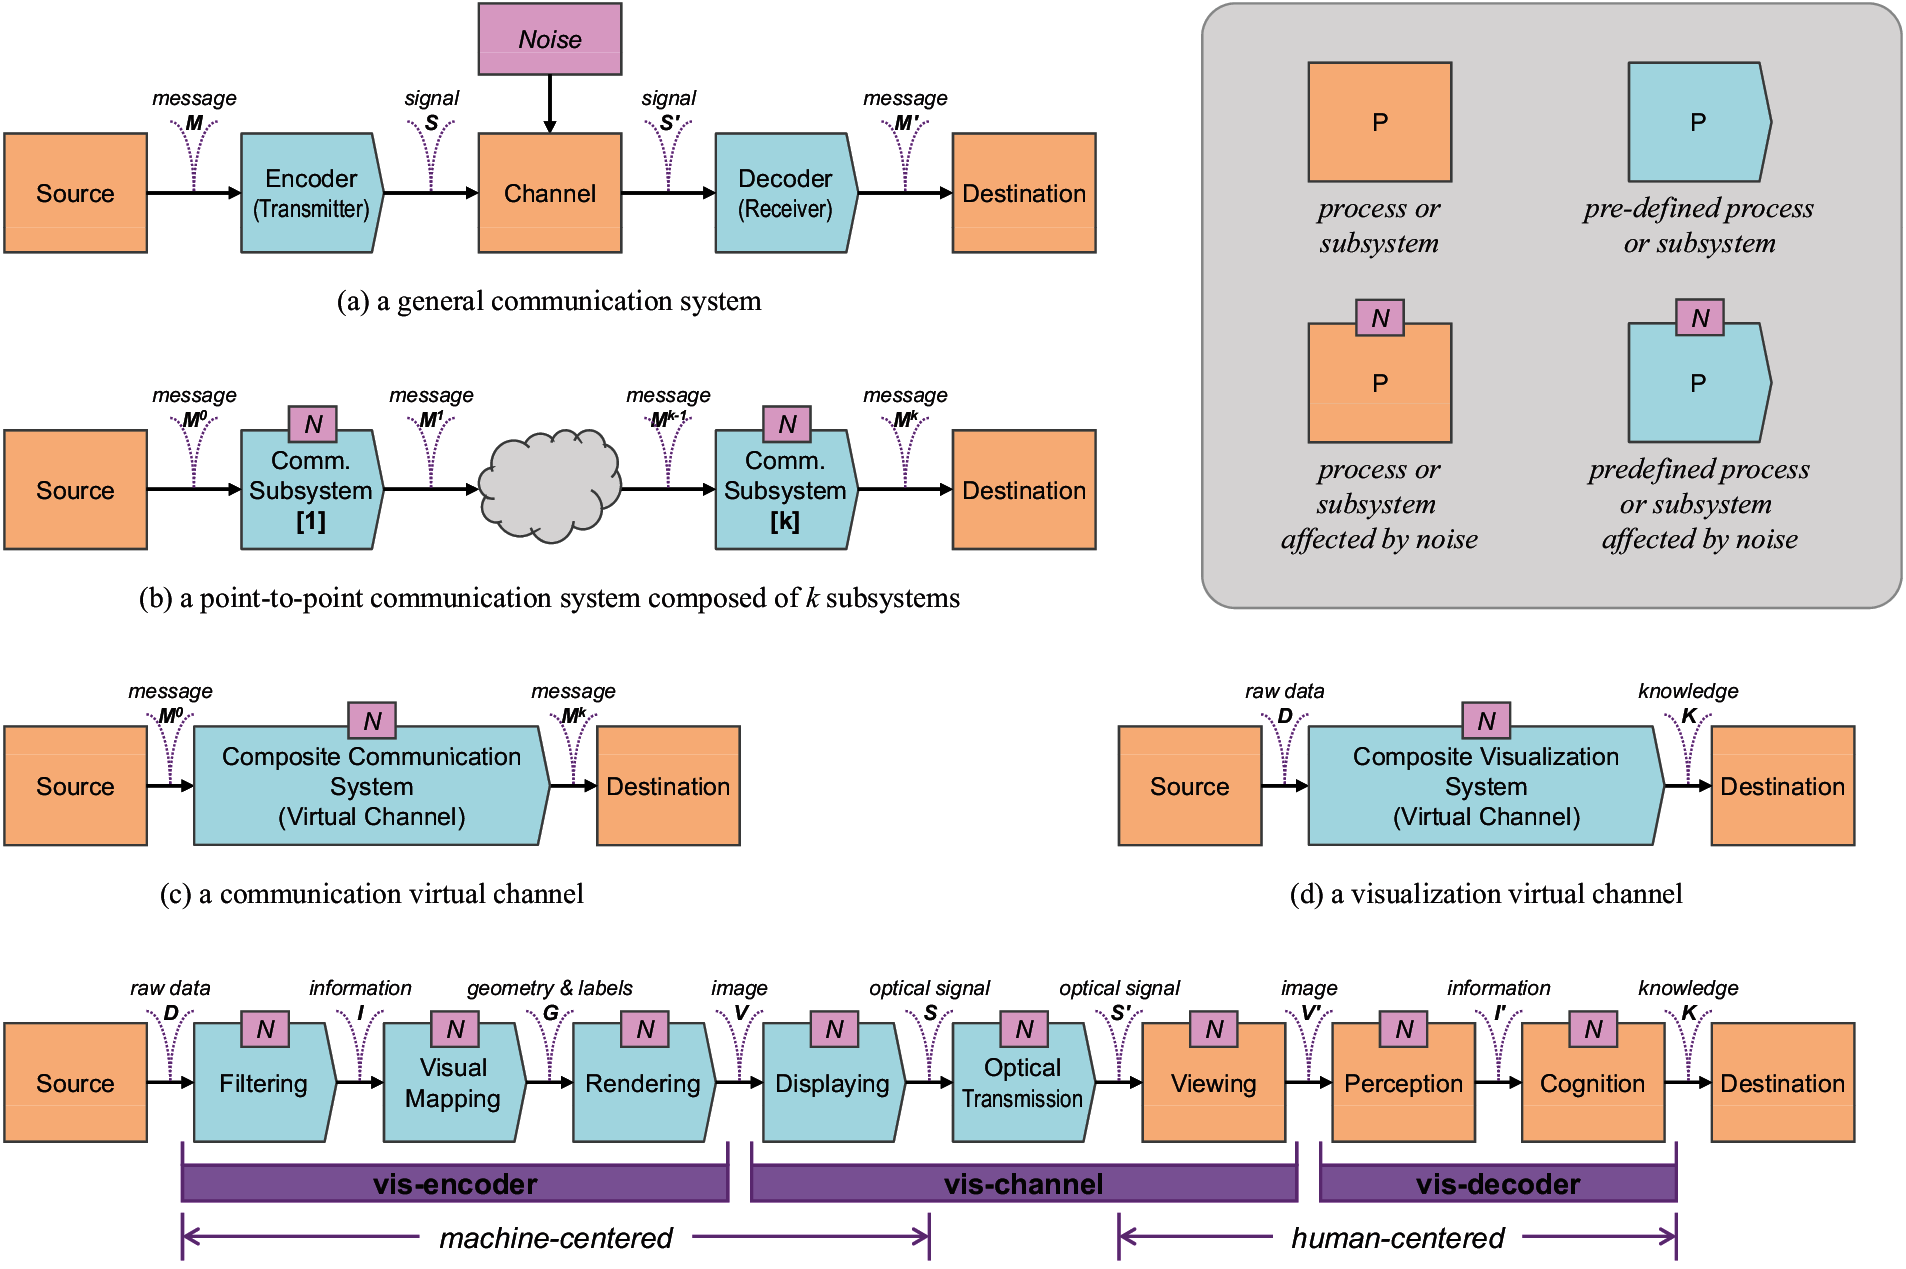 Noise
message
M
signal
S
signal
S'
message
M'
Source
Encoder
(Transmitter)
Channel
Decoder
(Receiver)
Destination
(a) a general communication system
P
process or
subsystem
P
pre-defined process
or subsystem
N
P
process or
subsystem
affected by noise
N
P
predefined process
or subsystem
affected by noise
message
M⁰
message
M¹
message
Mᵏ⁻¹
message
Mᵏ
Source
N
Comm.
Subsystem
[1]
N
Comm.
Subsystem
[k]
Destination
(b) a point-to-point communication system composed of k subsystems
message
M⁰
message
Mᵏ
Source
N
Composite Communication
System
(Virtual Channel)
Destination
(c) a communication virtual channel
raw data
D
knowledge
K
Source
N
Composite Visualization
System
(Virtual Channel)
Destination
(d) a visualization virtual channel
raw data
D
information
I
geometry & labels
G
image
V
optical signal
S
optical signal
S'
image
V'
information
I'
knowledge
K
Source
N
Filtering
N
Visual
Mapping
N
Rendering
N
Displaying
N
Optical
Transmission
N
Viewing
N
Perception
N
Cognition
Destination
vis-encoder
vis-channel
vis-decoder
machine-centered
human-centered